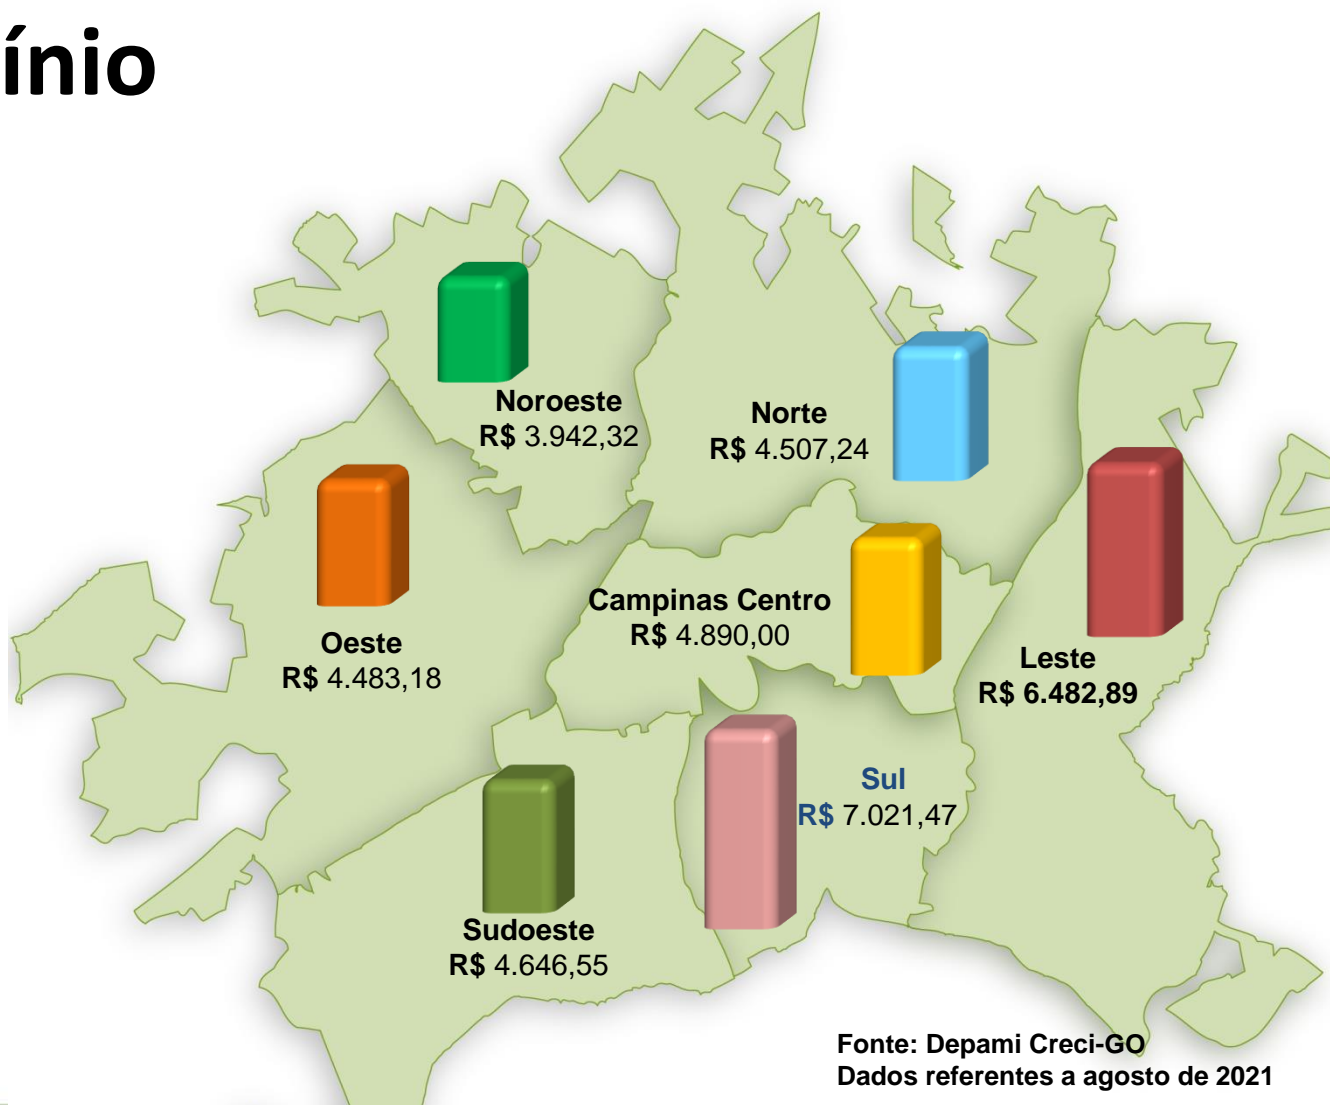 ínio
Noroeste
R$ 3.942,32
Norte
R$ 4.507,24
Campinas Centro
R$ 4.890,00
Oeste
R$ 4.483,18
Leste
R$ 6.482,89
Sul
R$ 7.021,47
Sudoeste
R$ 4.646,55
Fonte: Depami Creci-GO
Dados referentes a agosto de 2021